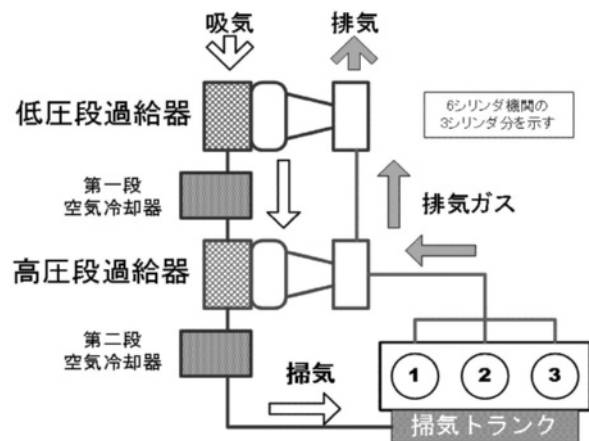 吸気
排気
低圧段過給器
6シリンダ機関の
3シリンダ分を示す
第一段
空気冷却器
排気ガス
高圧段過給器
第二段
空気冷却器
掃気
1
2
3
掃気トランク